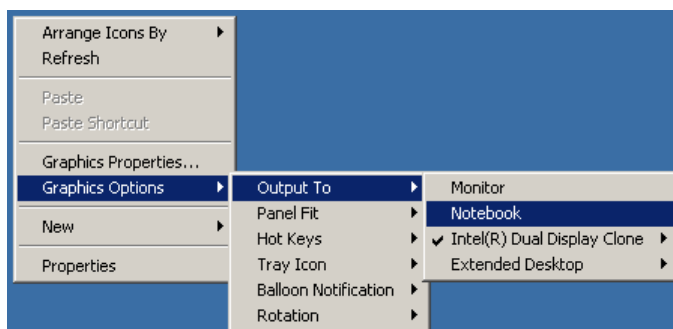 Arrange Icons By
Refresh
Paste
Paste Shortcut
Graphics Properties...
Graphics Options
New
Properties
Output To
Panel Fit
Hot Keys
Tray Icon
Balloon Notification
Rotation
Monitor
Notebook
Intel(R) Dual Display Clone
Extended Desktop